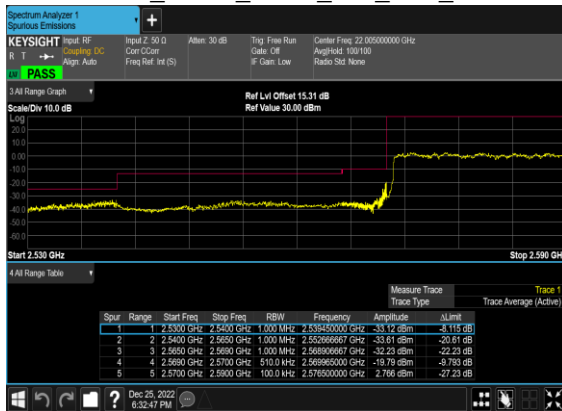 Spectrum Analyzer 1
Spurious Emissions
KEYSIGHT Input: RF
R T
Coupling: DC
Align: Auto
Input Z: 50 Ω
Corr CCorr
Freq Ref: Int (S)
Atten: 30 dB
Trig: Free Run
Gate: Off
IF Gain: Low
Center Freq: 22.005000000 GHz
Avg|Hold: 100/100
Radio Std: None
PASS
3 All Range Graph
Scale/Div 10.0 dB
Ref Lvl Offset 15.31 dB
Ref Value 30.00 dBm
Log
20.0
10.0
0.00
-10.0
-20.0
-30.0
-40.0
-50.0
-60.0
Start 2.530 GHz
Stop 2.590 GH
4 All Range Table
Measure Trace Trace 1
Trace Type Trace Average (Active)
Spur Range Start Freq Stop Freq RBW Frequency Amplitude ΔLimit
1 1 2.5300 GHz 2.5400 GHz 1.000 MHz 2.539450000 GHz -33.12 dBm -8.115 dB
2 2 2.5400 GHz 2.5650 GHz 1.000 MHz 2.552666667 GHz -33.61 dBm -20.61 dB
3 3 2.5650 GHz 2.5690 GHz 1.000 MHz 2.568906667 GHz -32.23 dBm -22.23 dB
4 4 2.5690 GHz 2.5700 GHz 510.0 kHz 2.569965000 GHz -19.79 dBm -9.793 dB
5 5 2.5700 GHz 2.5900 GHz 100.0 kHz 2.576500000 GHz 2.766 dBm -27.23 dB
Dec 25, 2022
6:32:47 PM